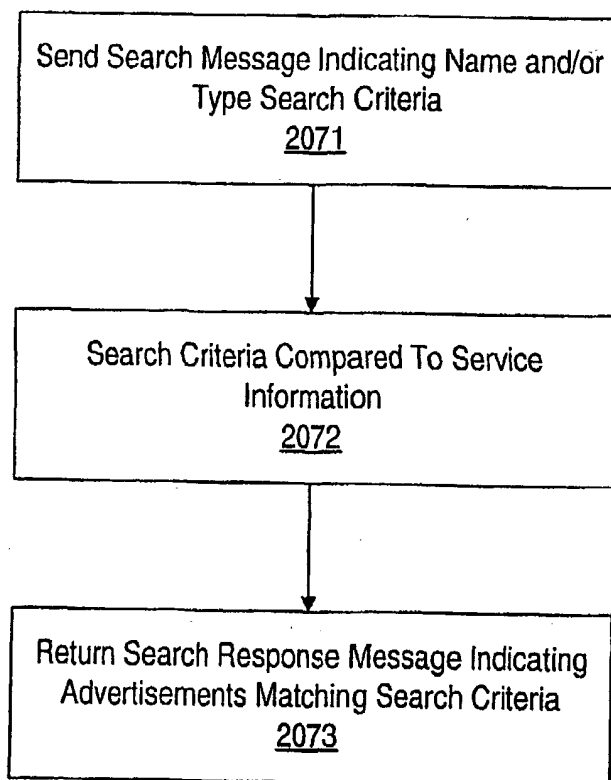 Send Search Message Indicating Name and/or
Type Search Criteria
2071
Search Criteria Compared To Service
Information
2072
Return Search Response Message Indicating
Advertisements Matching Search Criteria
2073